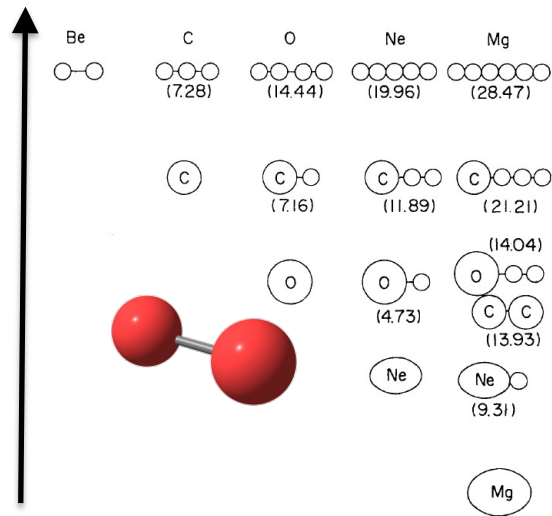 Be C O Ne Mg
(7.28) (14.44) (19.96) (28.47)
C C C C
(7.16) (11.89) (21.21)
(14.04)
O O O
(4.73) C C
(13.93)
Ne Ne
(9.31)
Mg